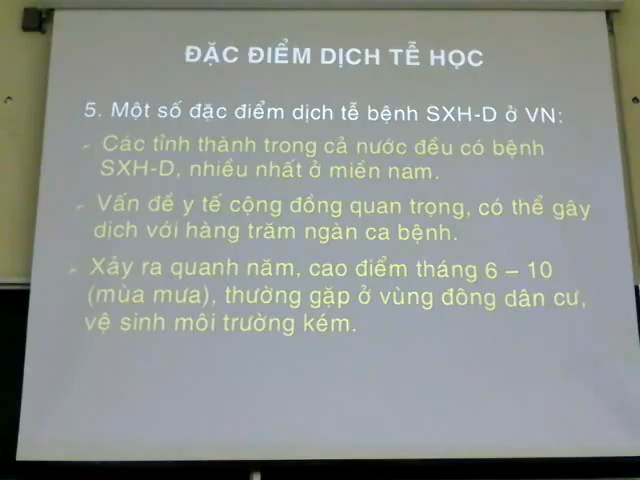 ĐẶC ĐIỂM DỊCH TỄ HỌC
5. Một số đặc điểm dịch tễ bệnh SXH-D ở VN:
Các tỉnh thành trong cả nước đều có bệnh
SXH-D, nhiều nhất ở miền nam.
Vấn đề y tế cộng đồng quan trọng, có thể gây
dịch với hàng trăm ngàn ca bệnh.
Xảy ra quanh năm, cao điểm tháng 6 – 10
(mùa mưa), thường gặp ở vùng đông dân cư,
vệ sinh môi trường kém.